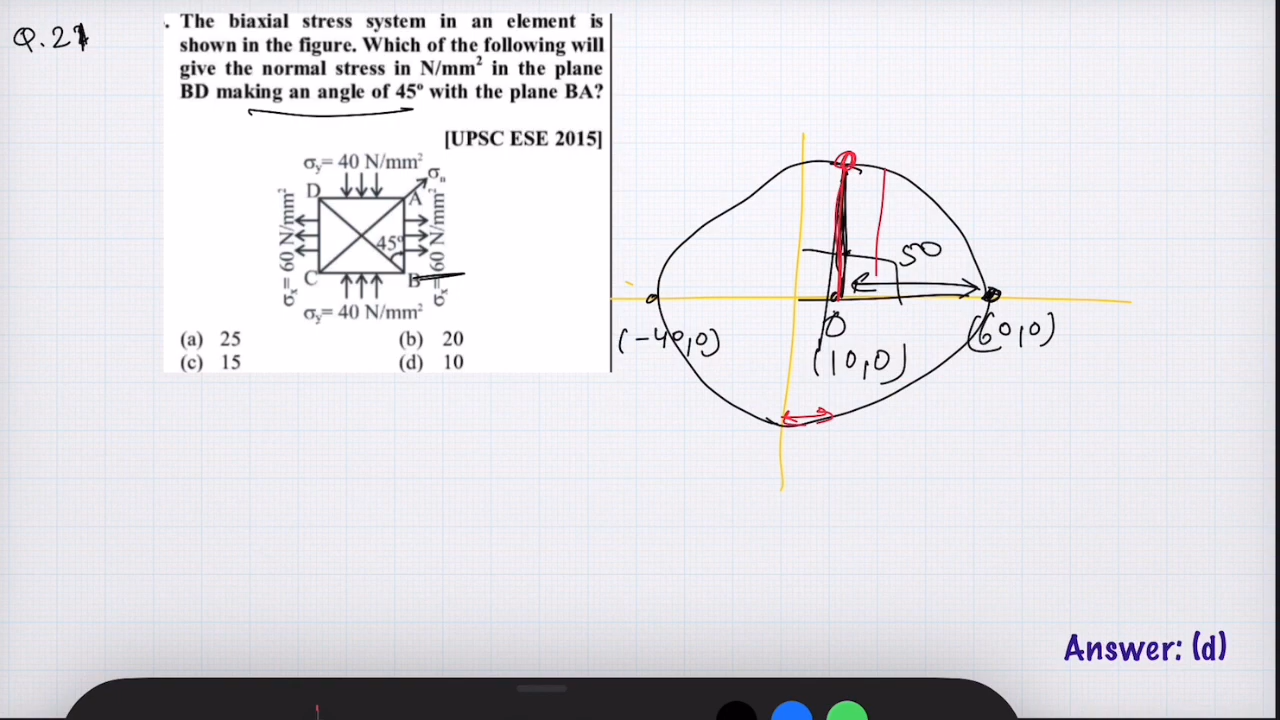 Q.21
. The biaxial stress system in an element is
shown in the figure. Which of the following will
give the normal stress in N/mm² in the plane
BD making an angle of 45º with the plane BA?
[UPSC ESE 2015]
σy= 40 N/mm²
D
A
σn
σx= 60 N/mm²
45º
σx= 60 N/mm²
C
B
σy= 40 N/mm²
(a) 25
(b) 20
(c) 15
(d) 10
50
(-40,0)
O
(10,0)
(60,0)
Answer: (d)